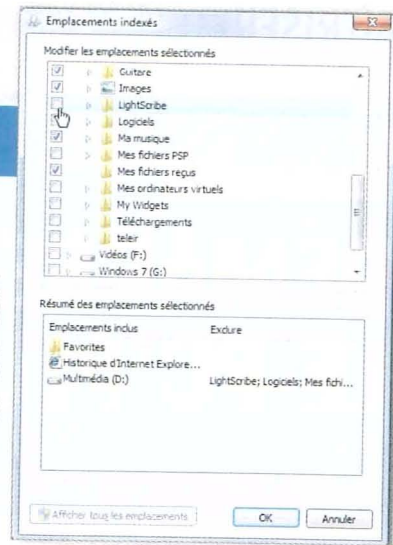 Emplacements indexés
Modifier les emplacements sélectionnés
Guitare
Images
LightScribe
Logiciels
Ma musique
Mes fichiers PSP
Mes fichiers reçus
Mes ordinateurs virtuels
My Widgets
Téléchargements
teleir
Vidéos (F:)
Windows 7 (G:)
Résumé des emplacements sélectionnés
Emplacements inclus Exclure
Favorites
Historique d'Internet Explore...
Multimédia (D:) LightScribe; Logiciels; Mes fichi...
Afficher tous les emplacements OK Annuler